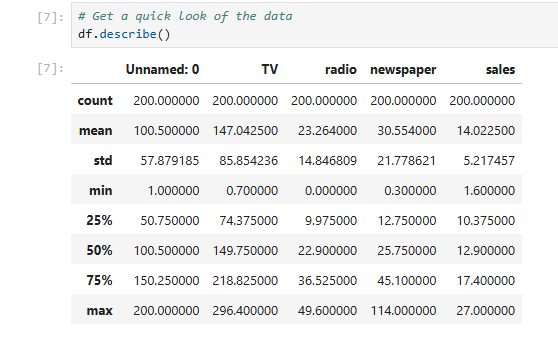 [7]: # Get a quick look of the data
df.describe()
[7]: Unnamed: 0 TV radio newspaper sales
count 200.000000 200.000000 200.000000 200.000000 200.000000
mean 100.500000 147.042500 23.264000 30.554000 14.022500
std 57.879185 85.854236 14.846809 21.778621 5.217457
min 1.000000 0.700000 0.000000 0.300000 1.600000
25% 50.750000 74.375000 9.975000 12.750000 10.375000
50% 100.500000 149.750000 22.900000 25.750000 12.900000
75% 150.250000 218.825000 36.525000 45.100000 17.400000
max 200.000000 296.400000 49.600000 114.000000 27.000000